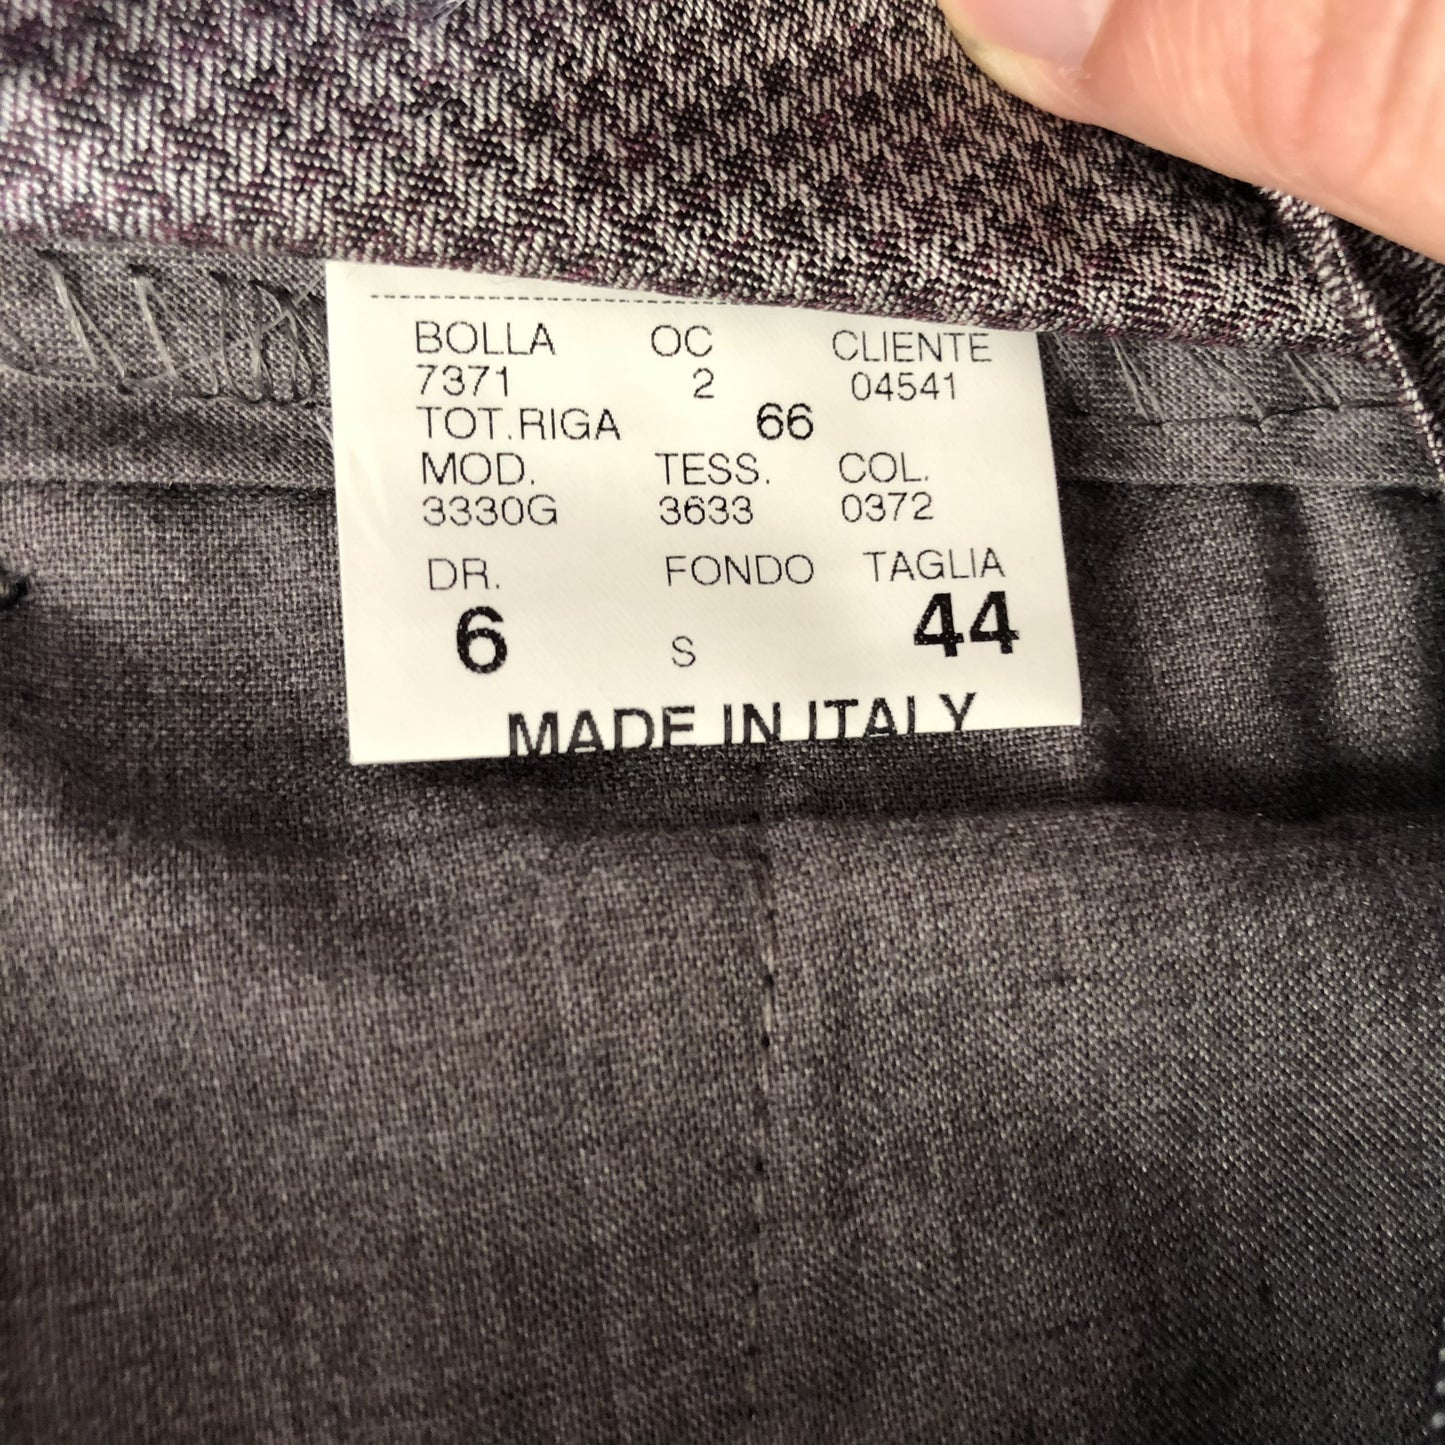 BOLLA OC CLIENTE
7371 2 04541
TOT.RIGA 66
MOD. TESS. COL.
3330G 3633 0372
DR. FONDO TAGLIA
6 S 44
MADE IN ITALY